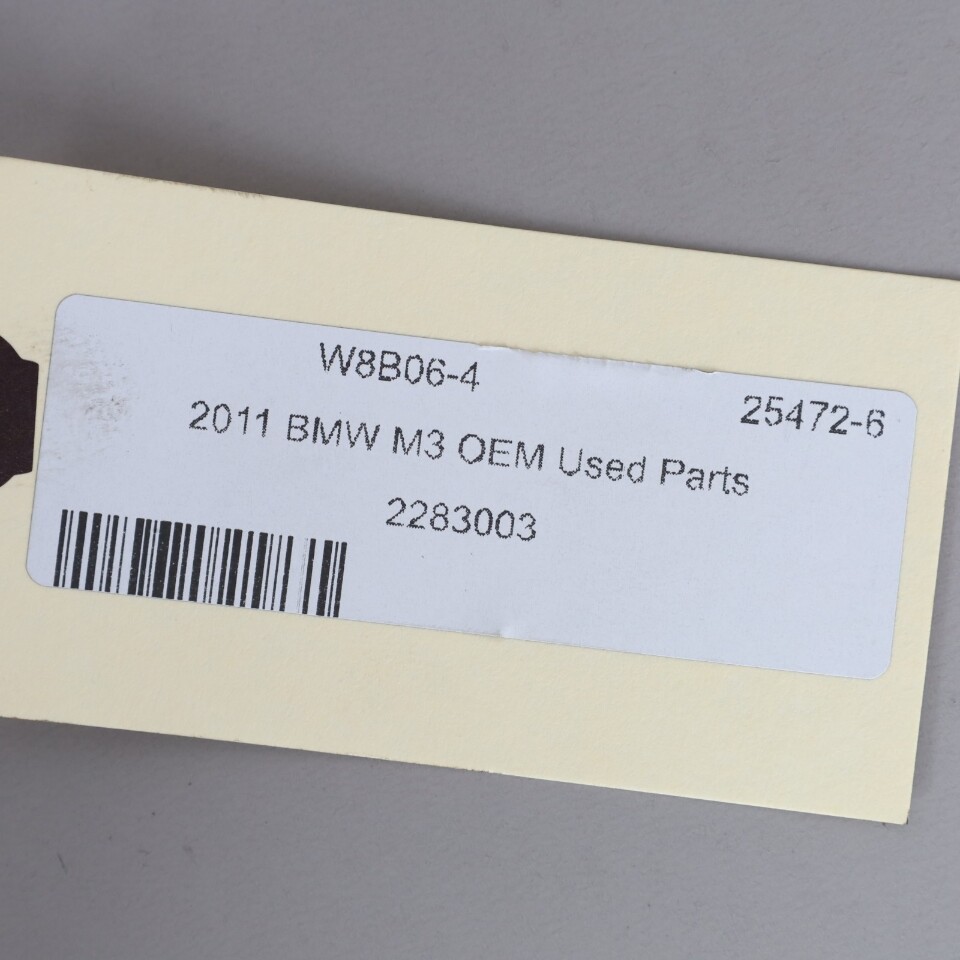 W8B06-4
25472-6
2011 BMW M3 OEM Used Parts
2283003